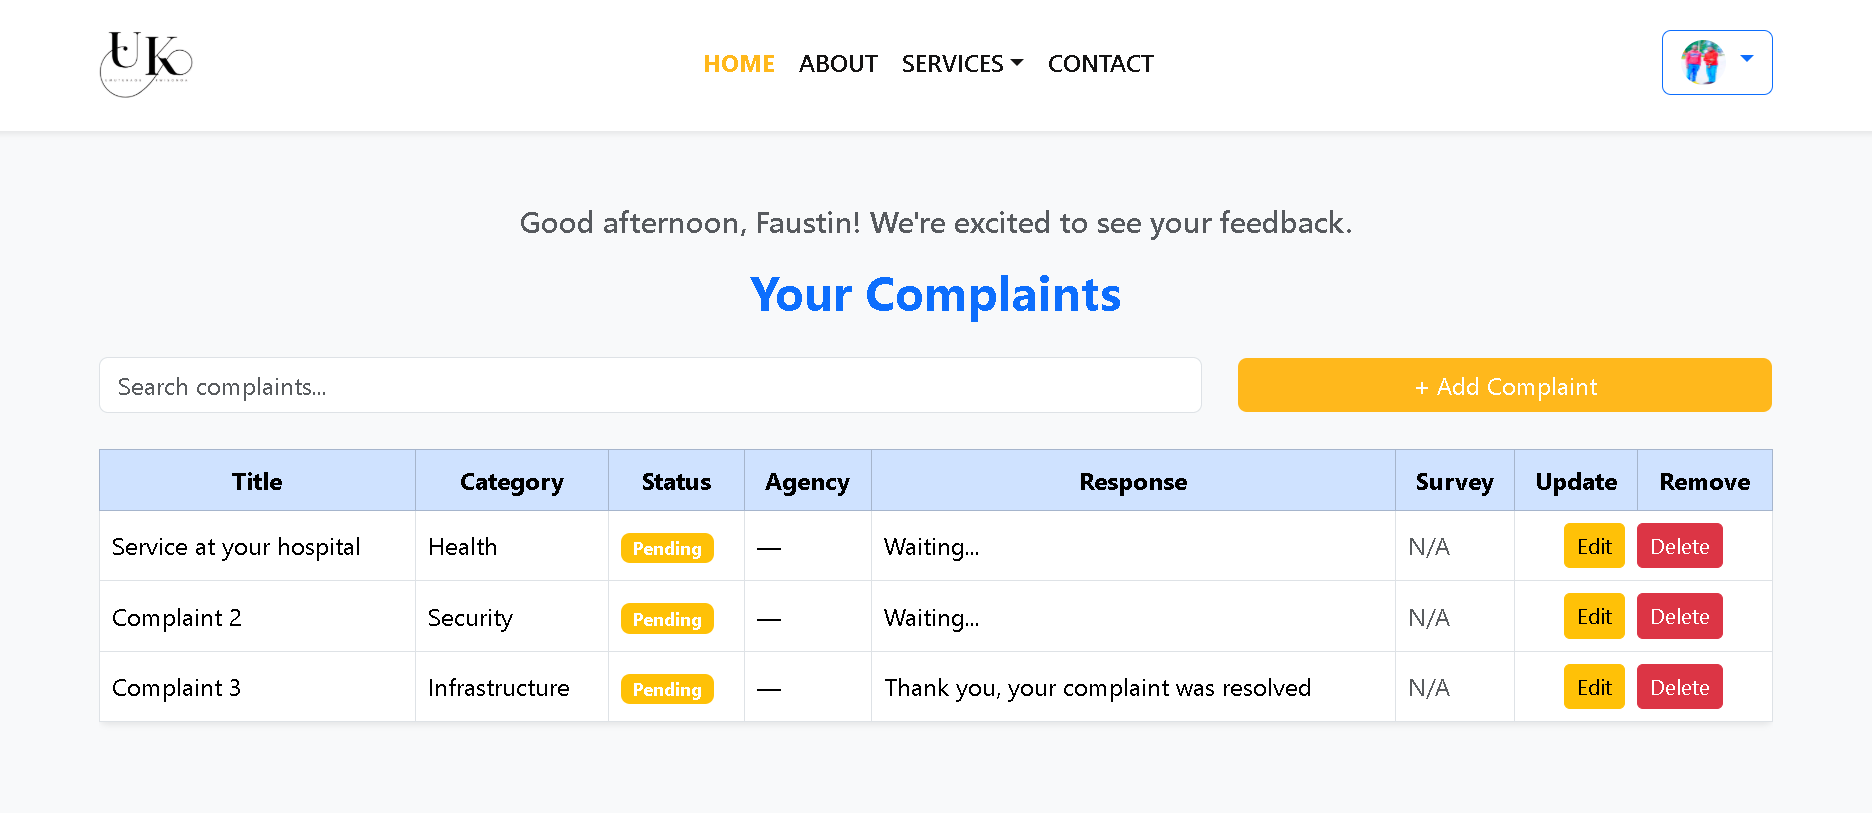 UK
HOME ABOUT SERVICES CONTACT
Good afternoon, Faustin! We're excited to see your feedback.
Your Complaints
Search complaints...
+ Add Complaint
Title Category Status Agency Response Survey Update Remove
Service at your hospital Health Pending — Waiting... N/A Edit Delete
Complaint 2 Security Pending — Waiting... N/A Edit Delete
Complaint 3 Infrastructure Pending — Thank you, your complaint was resolved N/A Edit Delete